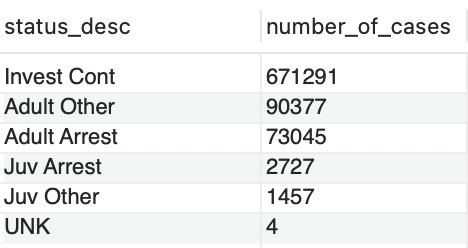 status_desc number_of_cases
Invest Cont 671291
Adult Other 90377
Adult Arrest 73045
Juv Arrest 2727
Juv Other 1457
UNK 4